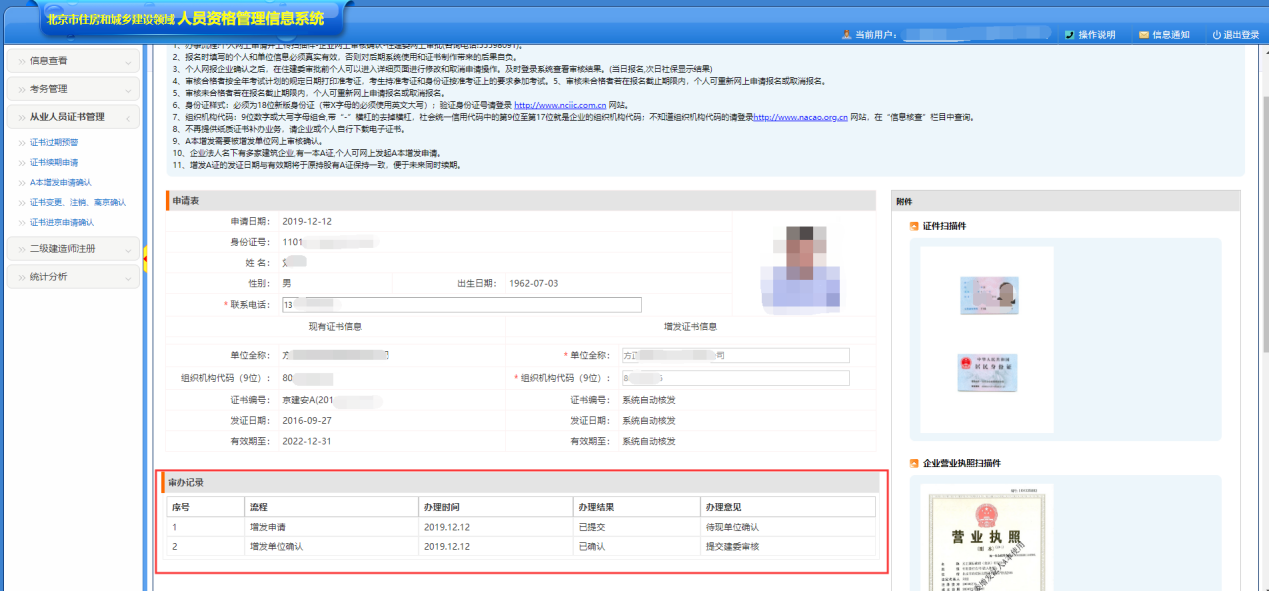 北京市住房和城乡建设领域 人员资格管理信息系统
当前用户：
操作说明
信息通知
退出登录
信息查看
考务管理
从业人员证书管理
证书过期预警
证书续期申请
A本增发申请确认
证书变更、注销、离京确认
证书进京申请确认
二级建造师注册
统计分析
2、报名时填写的个人和单位信息必须真实有效，否则对后期系统使用和证书制作带来的后果自负。
3、个人网报企业确认之后，在住建委审批前个人可以进入详细页面进行修改和取消申请操作。及时登录系统查看审核结果。(当日报名,次日社保显示结果)
4、审核合格者按全年考试计划的规定日期打印准考证，考生持准考证和身份证按准考证上的要求参加考试。5、审核未合格者若在报名截止期限内，个人可重新网上申请报名或取消报名。
5、审核未合格者若在报名截止期限内，个人可重新网上申请报名或取消报名。
6、身份证样式：必须为18位新版身份证（带X字母的必须使用英文大写）；验证身份证号请登录 http://www.nciic.com.cn 网站。
7、组织机构代码：9位数字或大写字母组合,带“-”横杠的去掉横杠，社会统一信用代码中的第9位至第17位就是企业的组织机构代码；不知道组织机构代码的请登录http://www.nacao.org.cn 网站，在“信息核查”栏目中查询。
8、不再提供纸质证书补办业务，请企业或个人自行下载电子证书。
9、A本增发需要被增发单位网上审核确认。
10、企业法人名下有多家建筑企业,有一本A证,个人可网上发起A本增发申请。
11、增发A证的发证日期与有效期将于原持股有A证保持一致，便于未来同时续期。
申请表
申请日期： 2019-12-12
身份证号： 1101
姓 名：
性别： 男 出生日期： 1962-07-03
* 联系电话： 13
现有证书信息 增发证书信息
单位全称： 方 * 单位全称： 方正 司
组织机构代码（9位）： 80 * 组织机构代码（9位）： 8
证书编号： 京建安A(201 证书编号： 系统自动核发
发证日期： 2016-09-27 发证日期： 系统自动核发
有效期至： 2022-12-31 有效期至： 系统自动核发
审办记录
序号 流程 办理时间 办理结果 办理意见
1 增发申请 2019.12.12 已提交 待现单位确认
2 增发单位确认 2019.12.12 已确认 提交建委审核
附件
证件扫描件
中华人民共和国
居民身份证
企业营业执照扫描件
营业执照